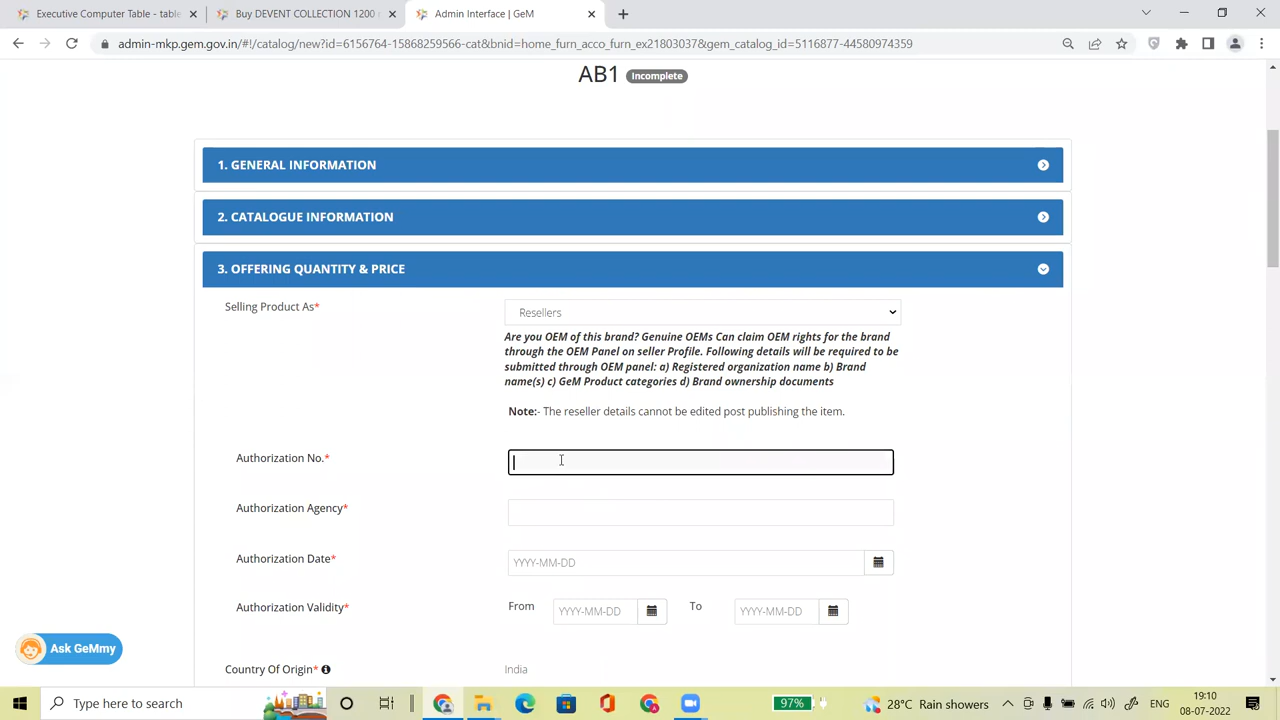 Executive Computer Table - table
Buy DEVENT COLLECTION 1200
Admin Interface | GeM
admin-mkp.gem.gov.in/#!/catalog/new?id=6156764-15868259566-cat&bnid=home_furn_acco_furn_ex21803037&gem_catalog_id=5116877-44580974359
AB1 Incomplete
1. GENERAL INFORMATION
2. CATALOGUE INFORMATION
3. OFFERING QUANTITY & PRICE
Selling Product As*
Resellers
Are you OEM of this brand? Genuine OEMs Can claim OEM rights for the brand
through the OEM Panel on seller Profile. Following details will be required to be
submitted through OEM panel: a) Registered organization name b) Brand
name(s) c) GeM Product categories d) Brand ownership documents
Note:- The reseller details cannot be edited post publishing the item.
Authorization No.*
Authorization Agency*
Authorization Date*
YYYY-MM-DD
Authorization Validity*
From YYYY-MM-DD To YYYY-MM-DD
Country Of Origin* India
Ask GeMmy
Type here to search
97%
28°C Rain showers
ENG
19:10
08-07-2022